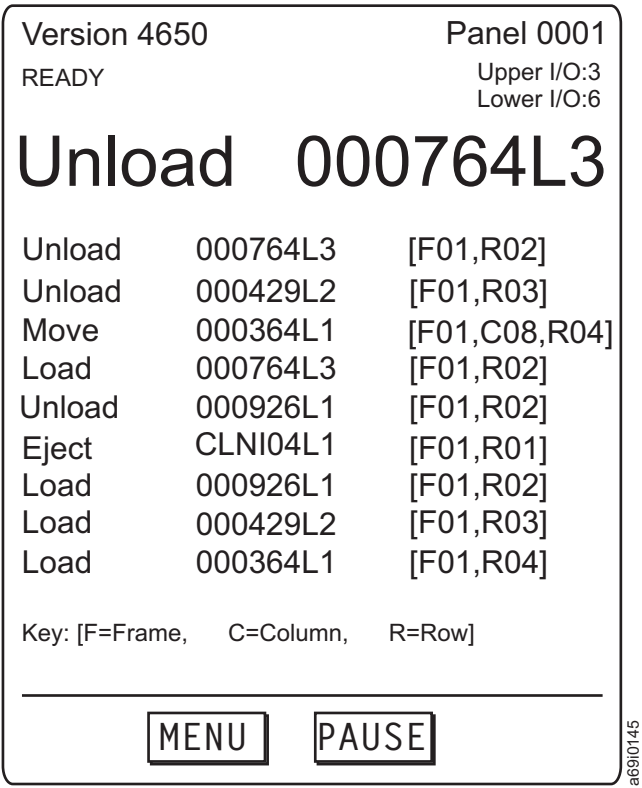 Version 4650 Panel 0001
READY Upper I/O:3
Lower I/O:6
Unload 000764L3
Unload 000764L3 [F01,R02]
Unload 000429L2 [F01,R03]
Move 000364L1 [F01,C08,R04]
Load 000764L3 [F01,R02]
Unload 000926L1 [F01,R02]
Eject CLNI04L1 [F01,R01]
Load 000926L1 [F01,R02]
Load 000429L2 [F01,R03]
Load 000364L1 [F01,R04]
Key: [F=Frame, C=Column, R=Row]
MENU PAUSE
a69i0145